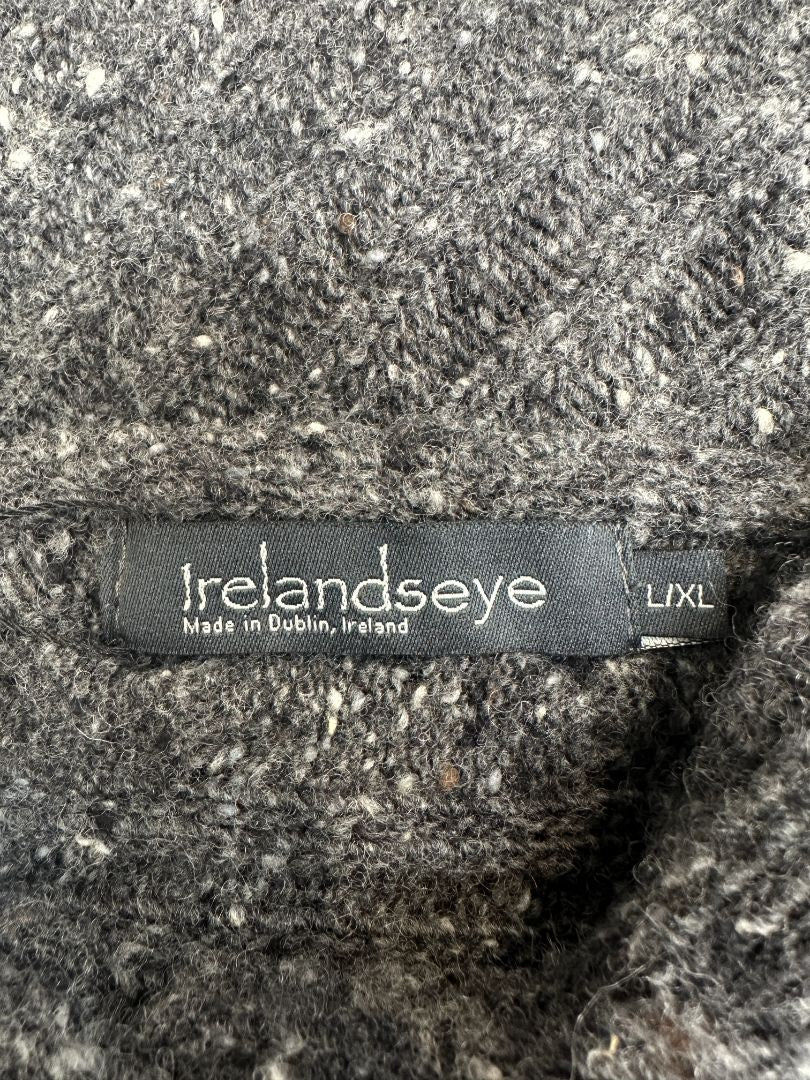 Irelandseye
Made in Dublin, Ireland
L/XL